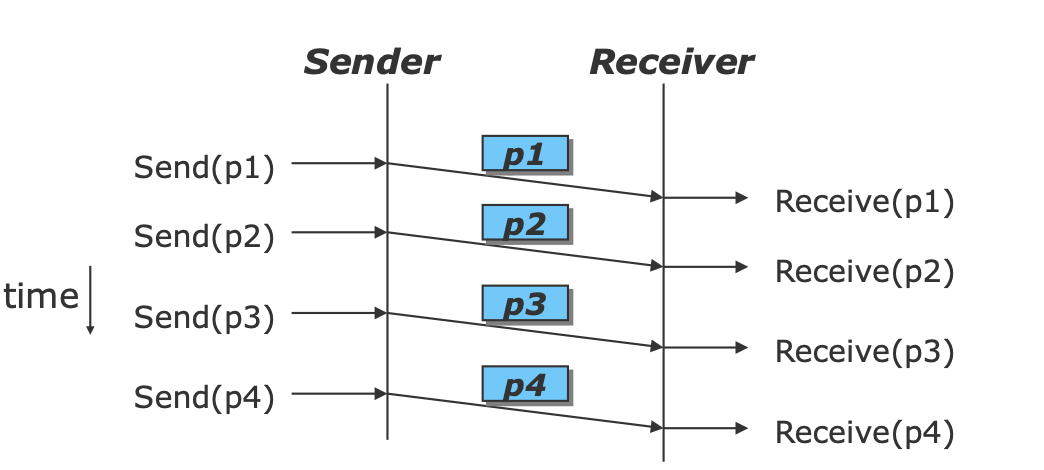 Sender Receiver
p1
Send(p1)
Receive(p1)
p2
Send(p2)
Receive(p2)
time
p3
Send(p3)
Receive(p3)
p4
Send(p4)
Receive(p4)